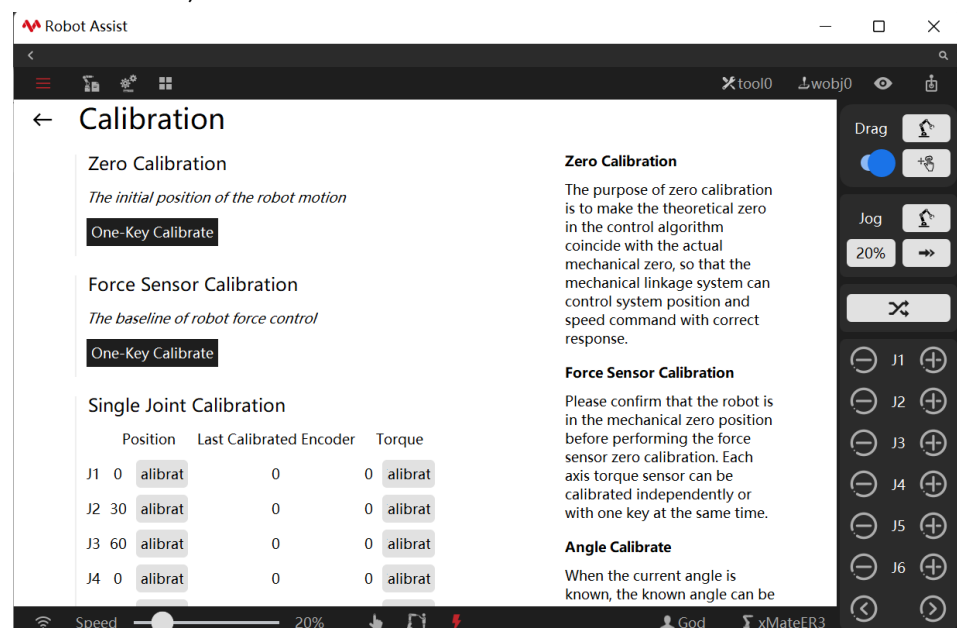 Robot Assist
tool0
wobj0
Calibration
Zero Calibration
The initial position of the robot motion
One-Key Calibrate
Force Sensor Calibration
The baseline of robot force control
One-Key Calibrate
Single Joint Calibration
Position Last Calibrated Encoder Torque
J1 0 alibrat 0 0 alibrat
J2 30 alibrat 0 0 alibrat
J3 60 alibrat 0 0 alibrat
J4 0 alibrat 0 0 alibrat
Zero Calibration
The purpose of zero calibration
is to make the theoretical zero
in the control algorithm
coincide with the actual
mechanical zero, so that the
mechanical linkage system can
control system position and
speed command with correct
response.
Force Sensor Calibration
Please confirm that the robot is
in the mechanical zero position
before performing the force
sensor zero calibration. Each
axis torque sensor can be
calibrated independently or
with one key at the same time.
Angle Calibrate
When the current angle is
known, the known angle can be
Drag
Jog
20%
J1
J2
J3
J4
J5
J6
Speed 20% God xMateER3